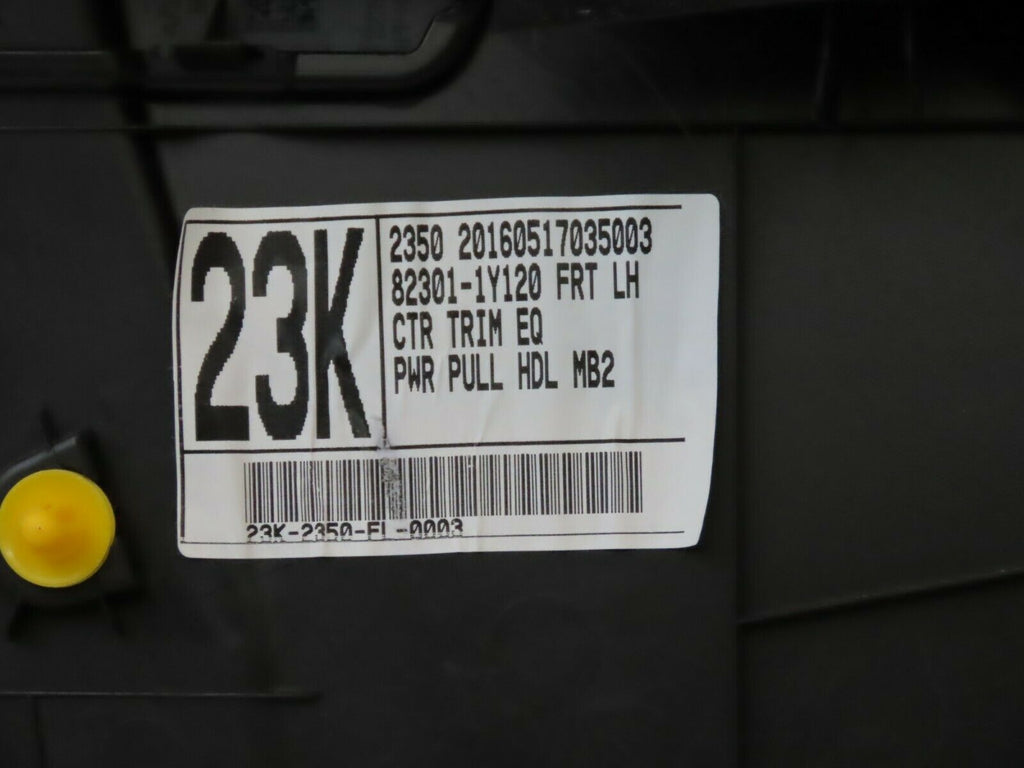 23K
2350 20160517035003
82301-1Y120 FRT LH
CTR TRIM EQ
PWR PULL HDL MB2
23K-2350-FL-0003